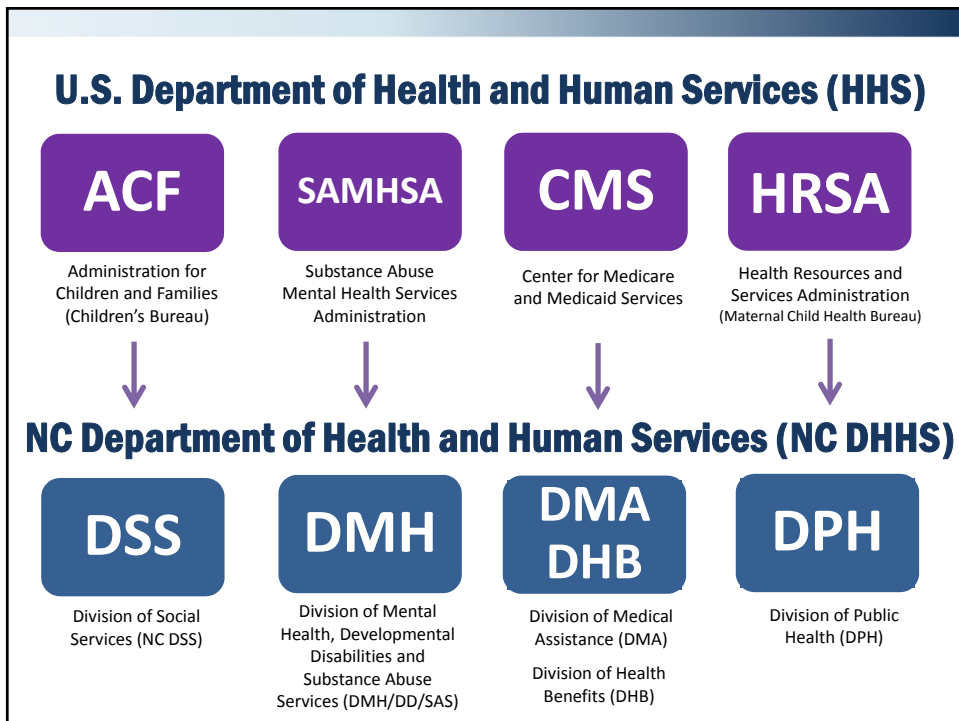 U.S. Department of Health and Human Services (HHS)
ACF
SAMHSA
CMS
HRSA
Administration for
Children and Families
(Children's Bureau)
Substance Abuse
Mental Health Services
Administration
Center for Medicare
and Medicaid Services
Health Resources and
Services Administration
(Maternal Child Health Bureau)
NC Department of Health and Human Services (NC DHHS)
DSS
DMH
DMA
DHB
DPH
Division of Social
Services (NC DSS)
Division of Mental
Health, Developmental
Disabilities and
Substance Abuse
Services (DMH/DD/SAS)
Division of Medical
Assistance (DMA)
Division of Health
Benefits (DHB)
Division of Public
Health (DPH)